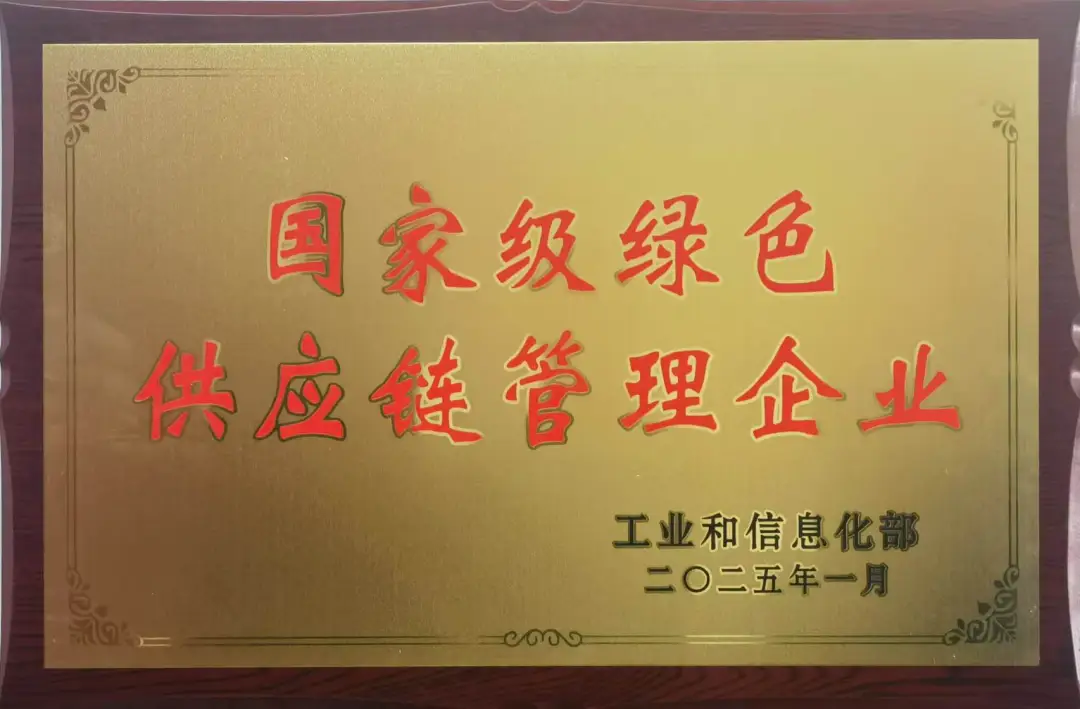 国家级绿色
供应链管理企业
工业和信息化部
二〇二五年一月